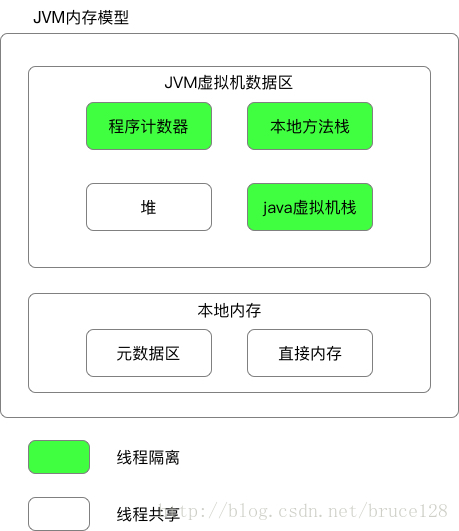 JVM内存模型
JVM虚拟机数据区
程序计数器
本地方法栈
堆
java虚拟机栈
本地内存
元数据区
直接内存
线程隔离
线程共享
http://blog.csdn.net/bruce128